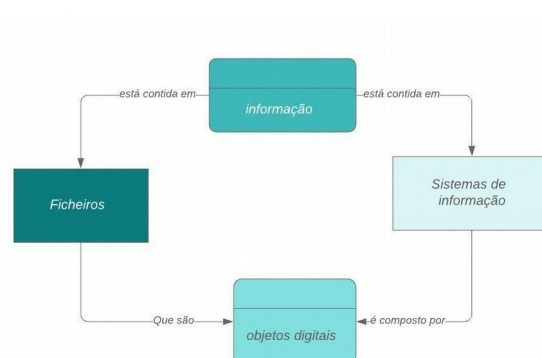 está contida em
informação
está contida em
Ficheiros
Sistemas de
informação
Que são
objetos digitais
é composto por